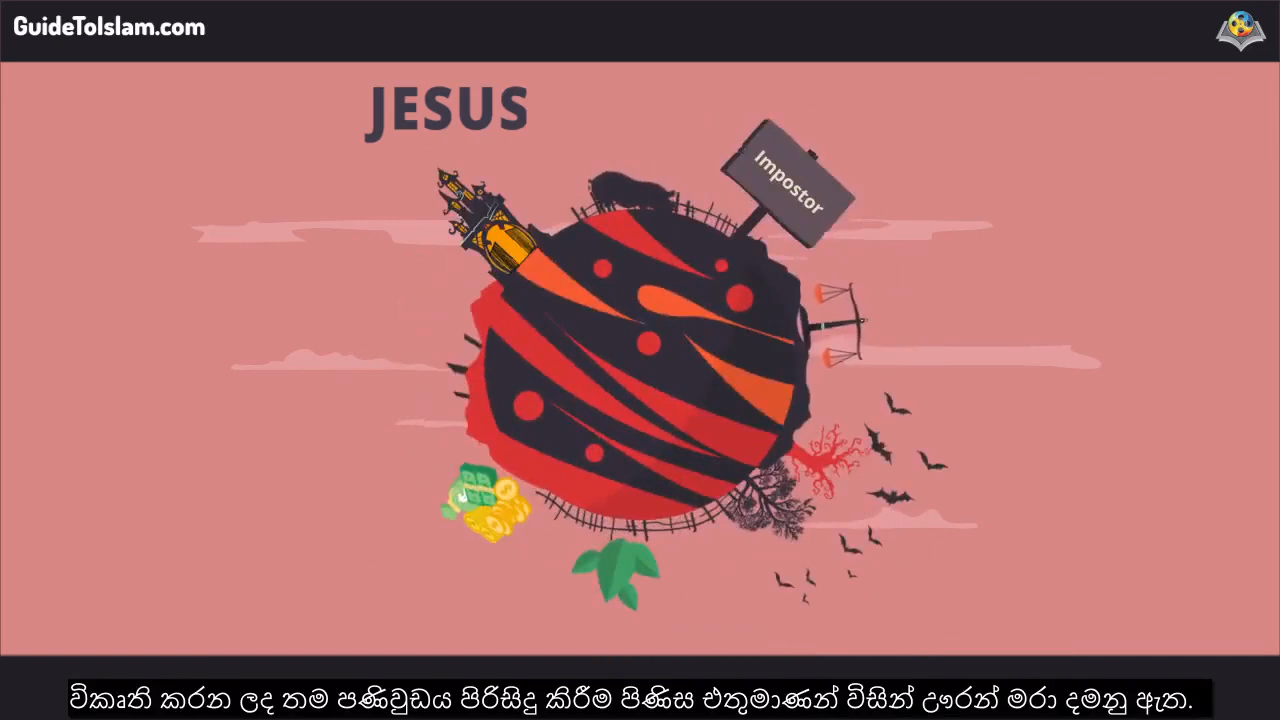 GuideToIslam.com
JESUS
Impostor
විකෘති කරන ලද තම පණිවුඩය පිරිසිදු කිරීම පිණිස එතුමාණන් විසින් ඌරන් මරා දමනු ඇත.